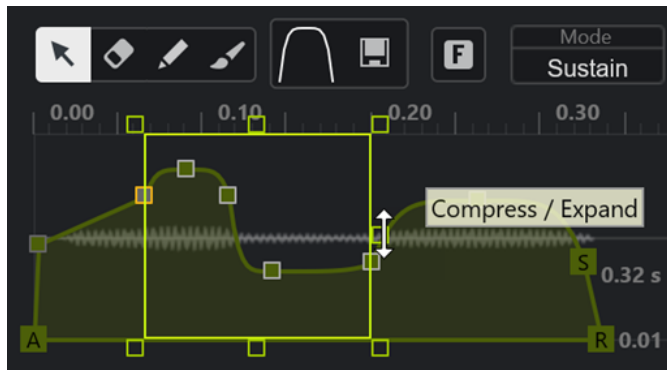 F
Mode
Sustain
0.00 0.10 0.20 0.30
Compress / Expand
S
0.32 s
A
R 0.01